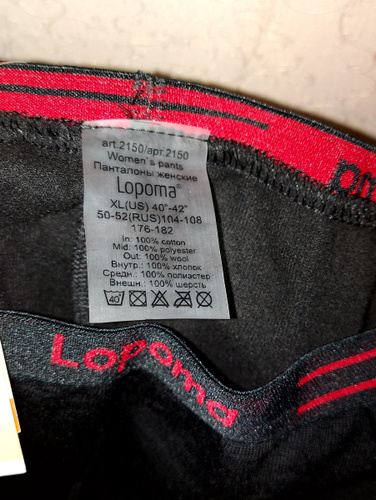 art.2150/арт.2150
Women's pants
Панталоны женские
Lopoma®
XL(US) 40"-42"
50-52(RUS)104-108
176-182
In: 100% cotton
Mid: 100% polyester
Out: 100% wool
Внутр.: 100% хлопок
Средн.: 100% полиэстер
Внешн.: 100% шерсть
40
Lopoma